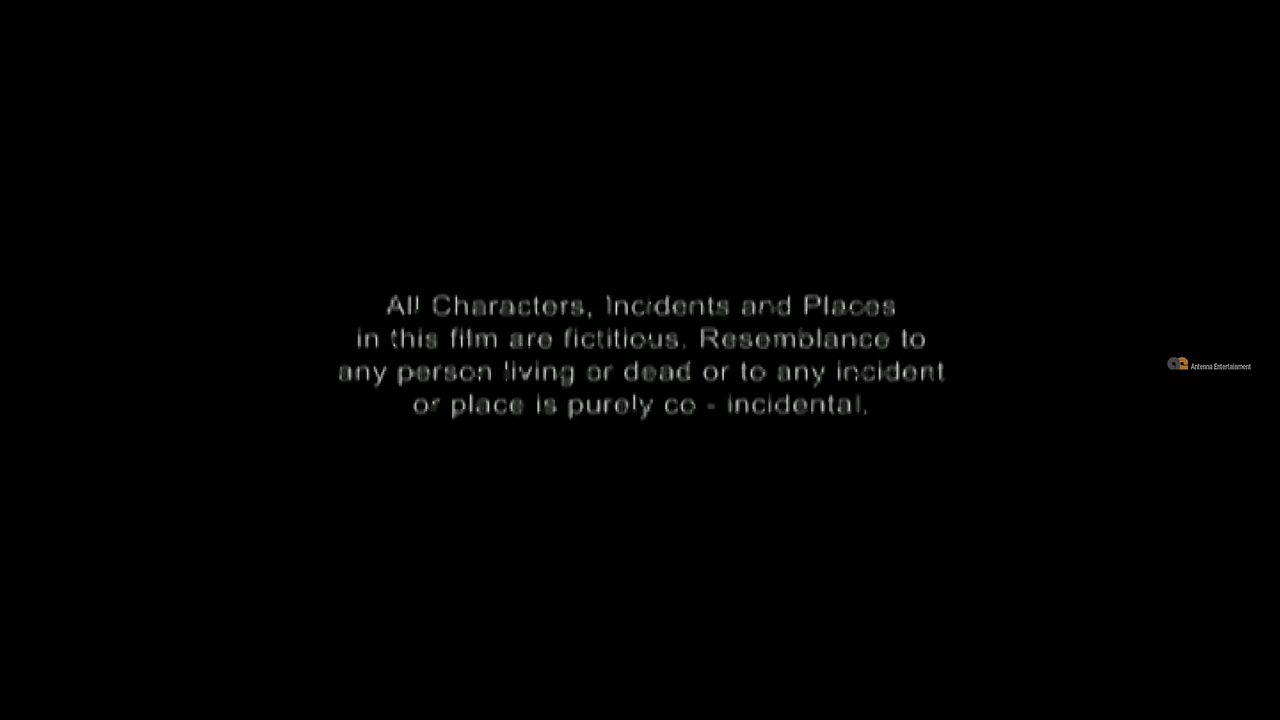 All Characters, Incidents and Places
in this film are fictitious. Resemblance to
any person living or dead or to any incident
or place is purely co - incidental.
Antenna Entertainment